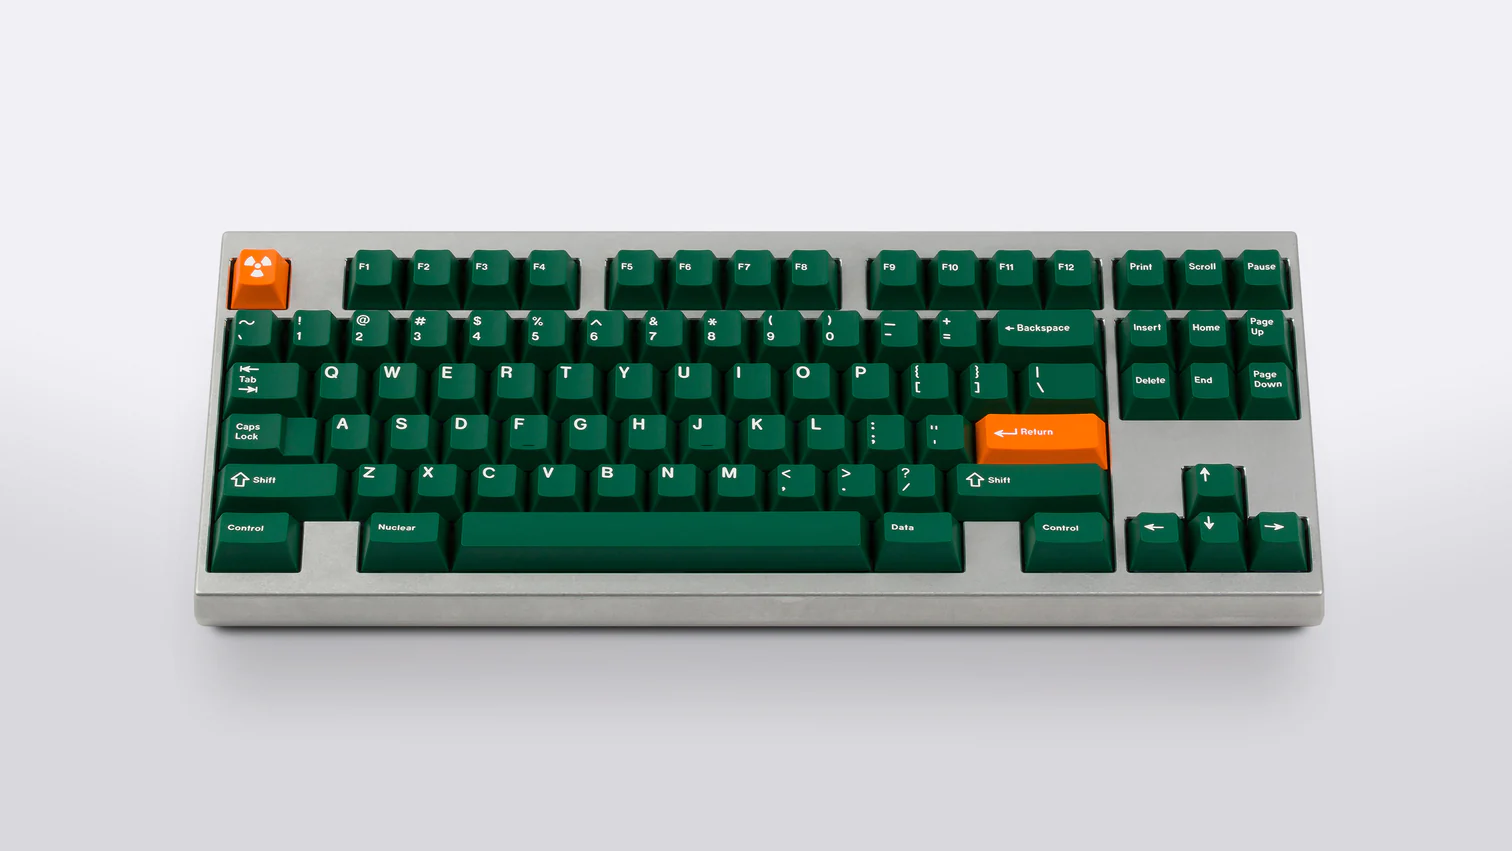 F1 F2 F3 F4 F5 F6 F7 F8 F9 F10 F11 F12 Print Scroll Pause
~ ! @ # $ % ^ & * ( ) _ + ← Backspace Insert Home Page
` 1 2 3 4 5 6 7 8 9 0 - = Up
Tab Q W E R T Y U I O P { } | Delete End Page
[ ] \ Down
Caps A S D F G H J K L : " Return
Lock ; '
Shift Z X C V B N M < > ? Shift ↑
, . /
Control Nuclear Data Control ← ↓ →